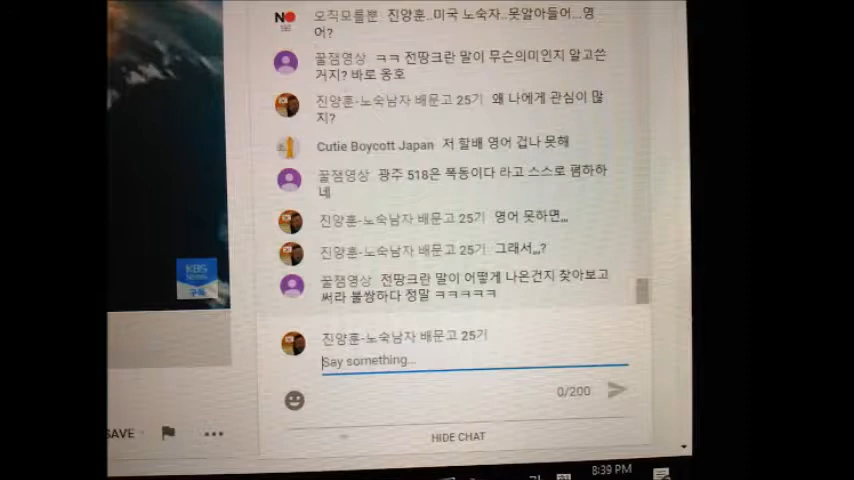 NO
오직모를뿐 진양훈..미국 노숙자..못알아들어...영
어?
꿀잼영상 ㅋㅋ 전땅크란 말이 무슨의미인지 알고쓴
거지? 바로 옹호
진양훈-노숙남자 배문고 25기 왜 나에게 관심이 많
지?
Cutie Boycott Japan 저 할배 영어 겁나 못해
꿀잼영상 광주 518은 폭동이다 라고 스스로 폄하하
네
진양훈-노숙남자 배문고 25기 영어 못하면,,,
진양훈-노숙남자 배문고 25기 그래서,,,?
꿀잼영상 전땅크란 말이 어떻게 나온건지 찾아보고
써라 불쌍하다 정말 ㅋㅋㅋㅋㅋ
KBS
News
구독
진양훈-노숙남자 배문고 25기
Say something...
0/200
SAVE
HIDE CHAT
8:39 PM